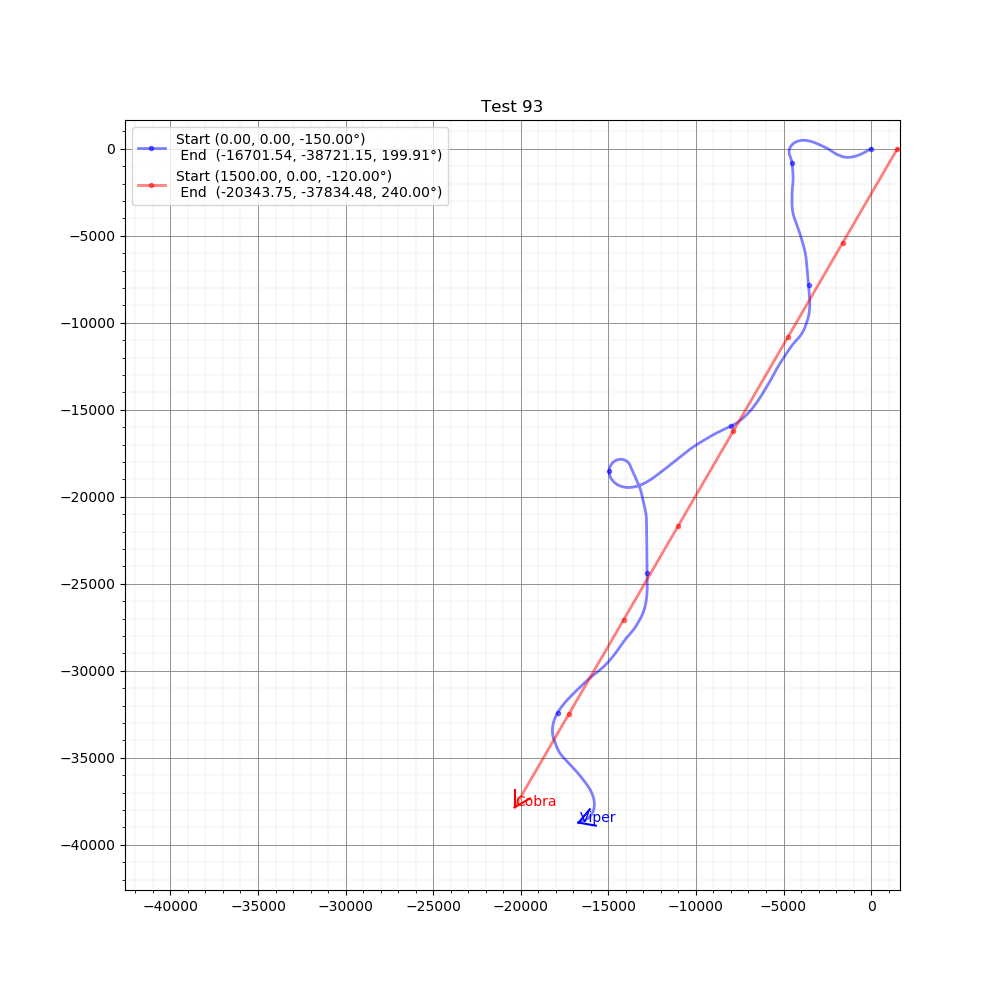 Test 93
Start (0.00, 0.00, -150.00°)
End  (-16701.54, -38721.15, 199.91°)
Start (1500.00, 0.00, -120.00°)
End  (-20343.75, -37834.48, 240.00°)
0
−5000
−10000
−15000
−20000
−25000
−30000
−35000
−40000
Cobra
Viper
−40000 −35000 −30000 −25000 −20000 −15000 −10000 −5000 0